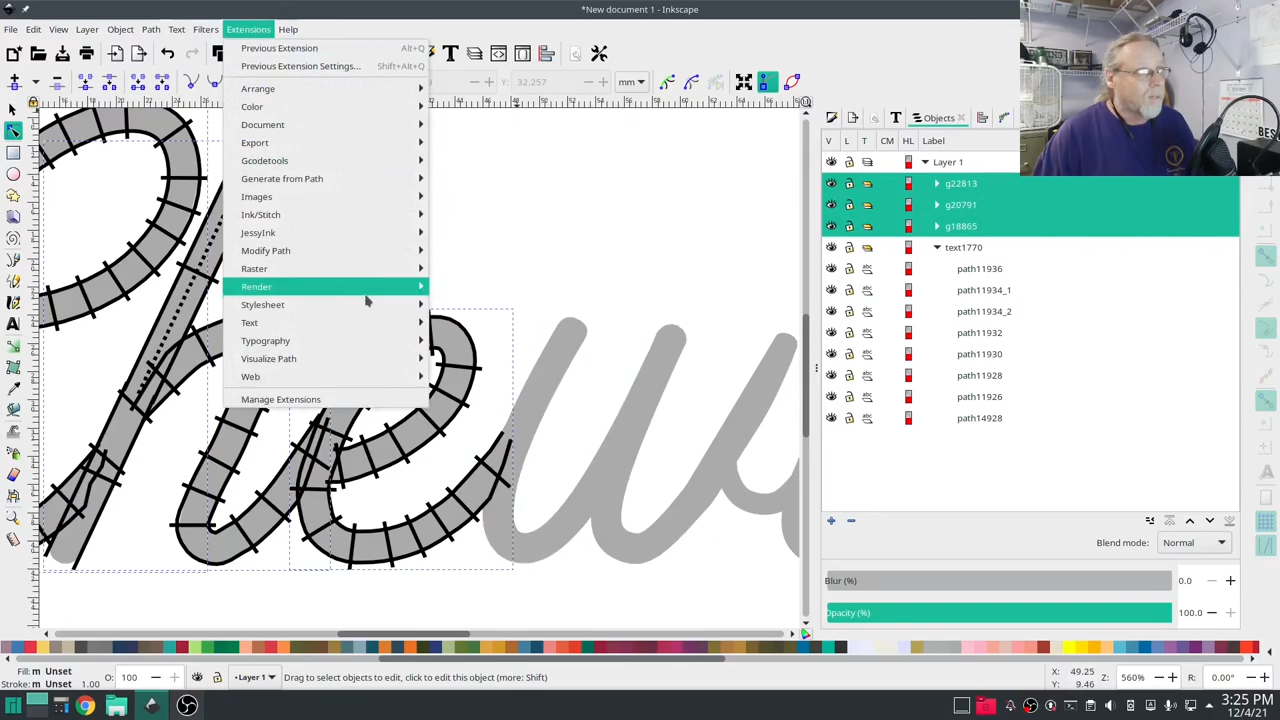 *New document 1 - Inkscape
File Edit View Layer Object Path Text Filters Extensions Help
Previous Extension Alt+Q
Previous Extension Settings... Shift+Alt+Q
Arrange
Color
Document
Export
Gcodetools
Generate from Path
Images
Ink/Stitch
JessyInk
Modify Path
Raster
Render
Stylesheet
Text
Typography
Visualize Path
Web
Manage Extensions
Y: 32.257 mm
Objects
V L T CM HL Label
Layer 1
g22813
g20791
g18865
text1770
path11936
path11934_1
path11934_2
path11932
path11930
path11928
path11926
path14928
Blend mode: Normal
Blur (%) 0.0
Opacity (%) 100.0
Fill: m Unset
Stroke: m Unset 1.00
O: 100
Layer 1
Drag to select objects to edit, click to edit this object (more: Shift)
X: 49.25
Y: 9.46
Z: 560%
R: 0.00°
3:25 PM
12/4/21